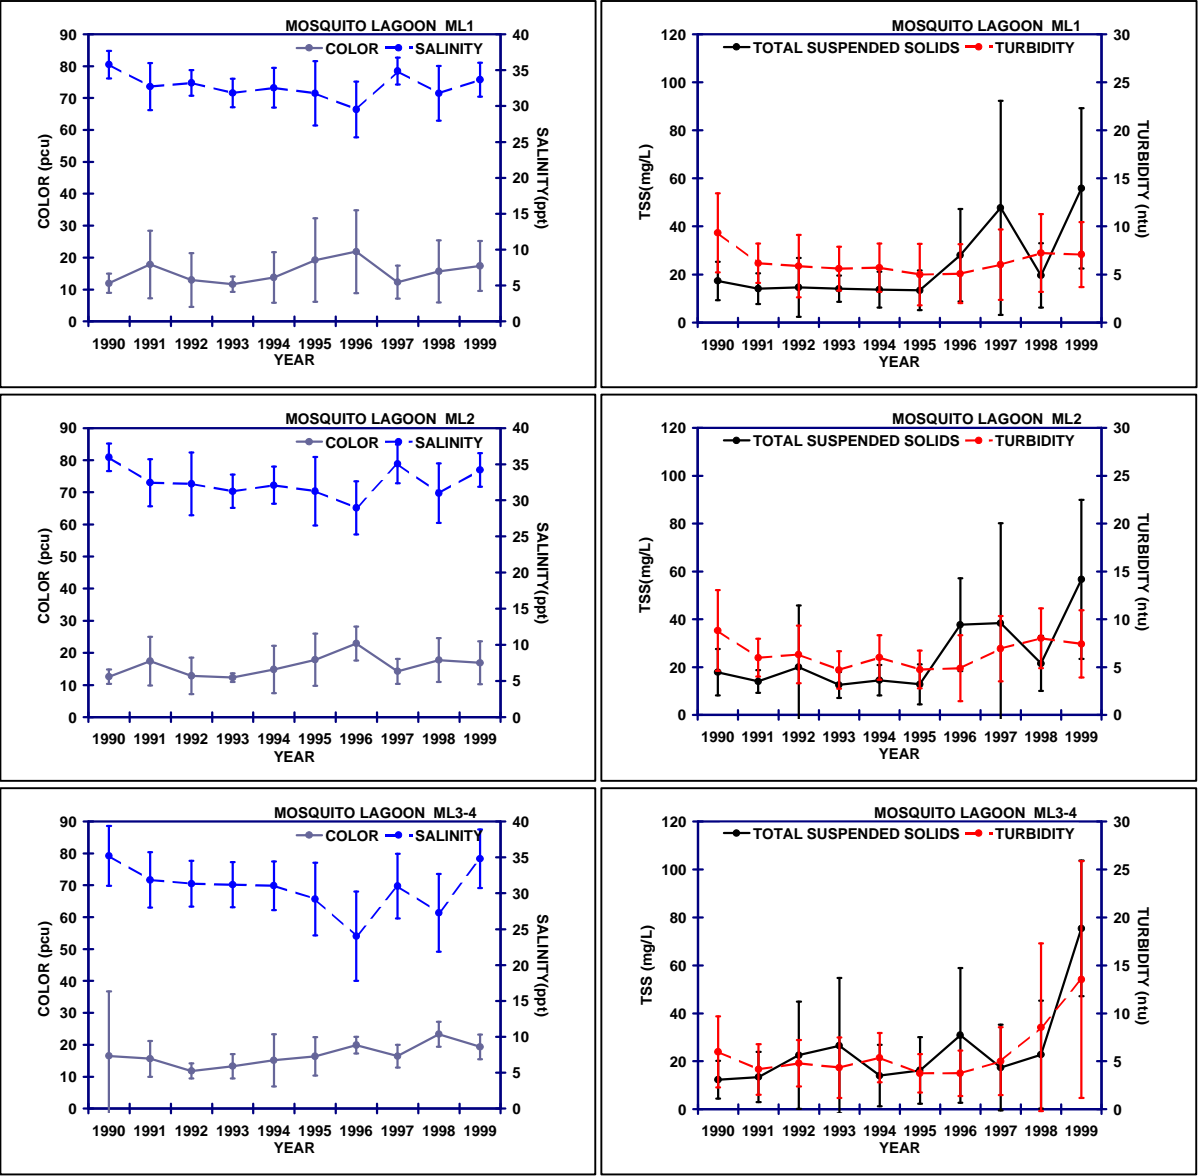 MOSQUITO LAGOON ML1
COLOR SALINITY
90
80
70
60
50
40
30
20
10
0
40
35
30
25
20
15
10
5
0
COLOR (pcu)
SALINITY(ppt)
1990 1991 1992 1993 1994 1995 1996 1997 1998 1999
YEAR
MOSQUITO LAGOON ML1
TOTAL SUSPENDED SOLIDS TURBIDITY
120
100
80
60
40
20
0
30
25
20
15
10
5
0
TSS(mg/L)
TURBIDITY (ntu)
1990 1991 1992 1993 1994 1995 1996 1997 1998 1999
YEAR
MOSQUITO LAGOON ML2
COLOR SALINITY
90
80
70
60
50
40
30
20
10
0
40
35
30
25
20
15
10
5
0
COLOR (pcu)
SALINITY(ppt)
1990 1991 1992 1993 1994 1995 1996 1997 1998 1999
YEAR
MOSQUITO LAGOON ML2
TOTAL SUSPENDED SOLIDS TURBIDITY
120
100
80
60
40
20
0
30
25
20
15
10
5
0
TSS(mg/L)
TURBIDITY (ntu)
1990 1991 1992 1993 1994 1995 1996 1997 1998 1999
YEAR
MOSQUITO LAGOON ML3-4
COLOR SALINITY
90
80
70
60
50
40
30
20
10
0
40
35
30
25
20
15
10
5
0
COLOR (pcu)
SALINITY(ppt)
1990 1991 1992 1993 1994 1995 1996 1997 1998 1999
YEAR
MOSQUITO LAGOON ML3-4
TOTAL SUSPENDED SOLIDS TURBIDITY
120
100
80
60
40
20
0
30
25
20
15
10
5
0
TSS (mg/L)
TURBIDITY (ntu)
1990 1991 1992 1993 1994 1995 1996 1997 1998 1999
YEAR